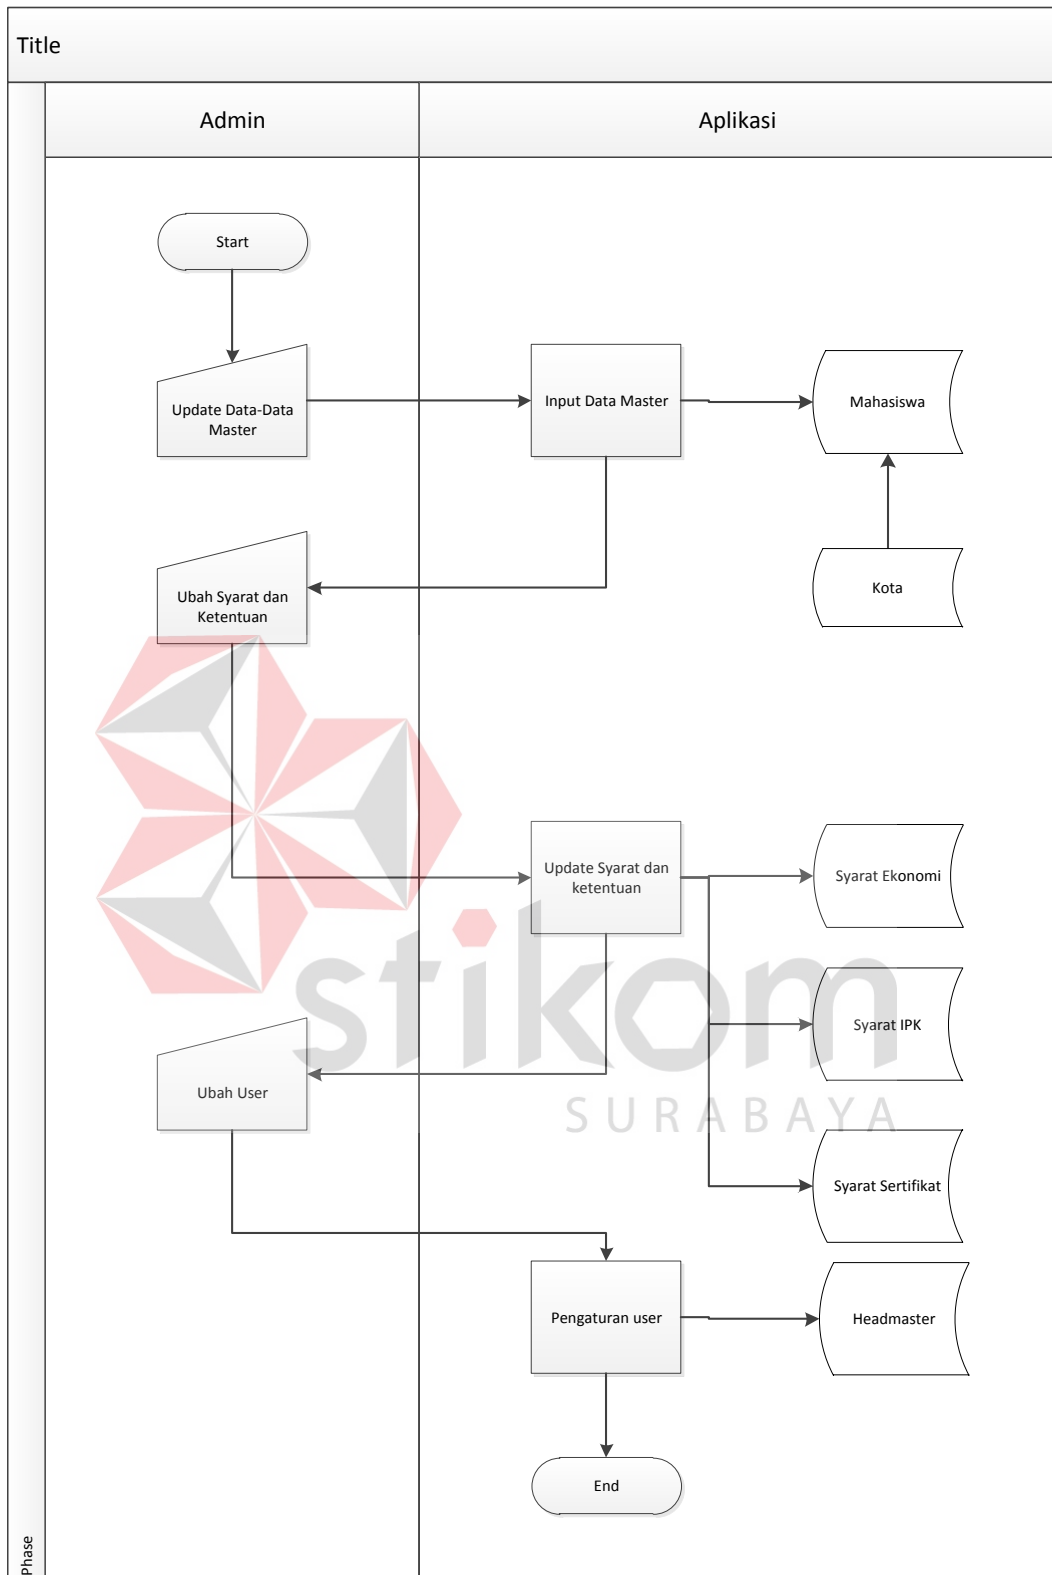 Title
Admin
Aplikasi
Start
Update Data-Data
Master
Input Data Master
Mahasiswa
Ubah Syarat dan
Ketentuan
Kota
Update Syarat dan
ketentuan
Syarat Ekonomi
stikom
SURABAYA
Syarat IPK
Ubah User
Syarat Sertifikat
Pengaturan user
Headmaster
End
Phase